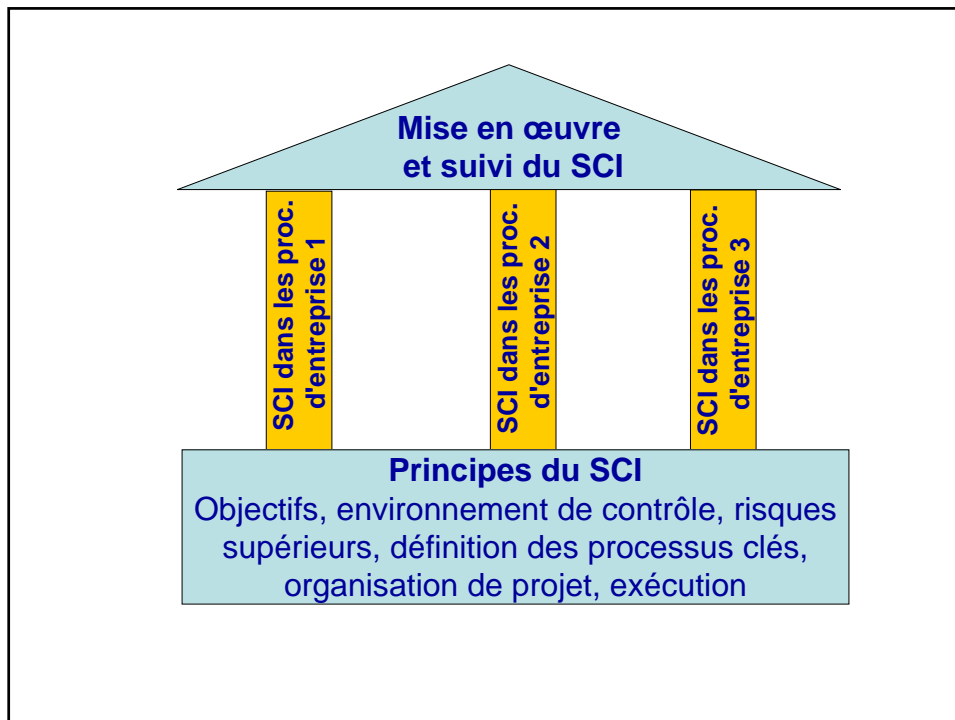 Mise en œuvre
et suivi du SCI
SCI dans les proc.
d'entreprise 1
SCI dans les proc.
d'entreprise 2
SCI dans les proc.
d'entreprise 3
Principes du SCI
Objectifs, environnement de contrôle, risques
supérieurs, définition des processus clés,
organisation de projet, exécution